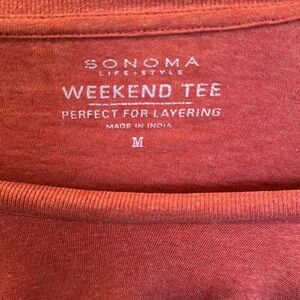 SONOMA
LIFE + STYLE
WEEKEND TEE
PERFECT FOR LAYERING
MADE IN INDIA
M